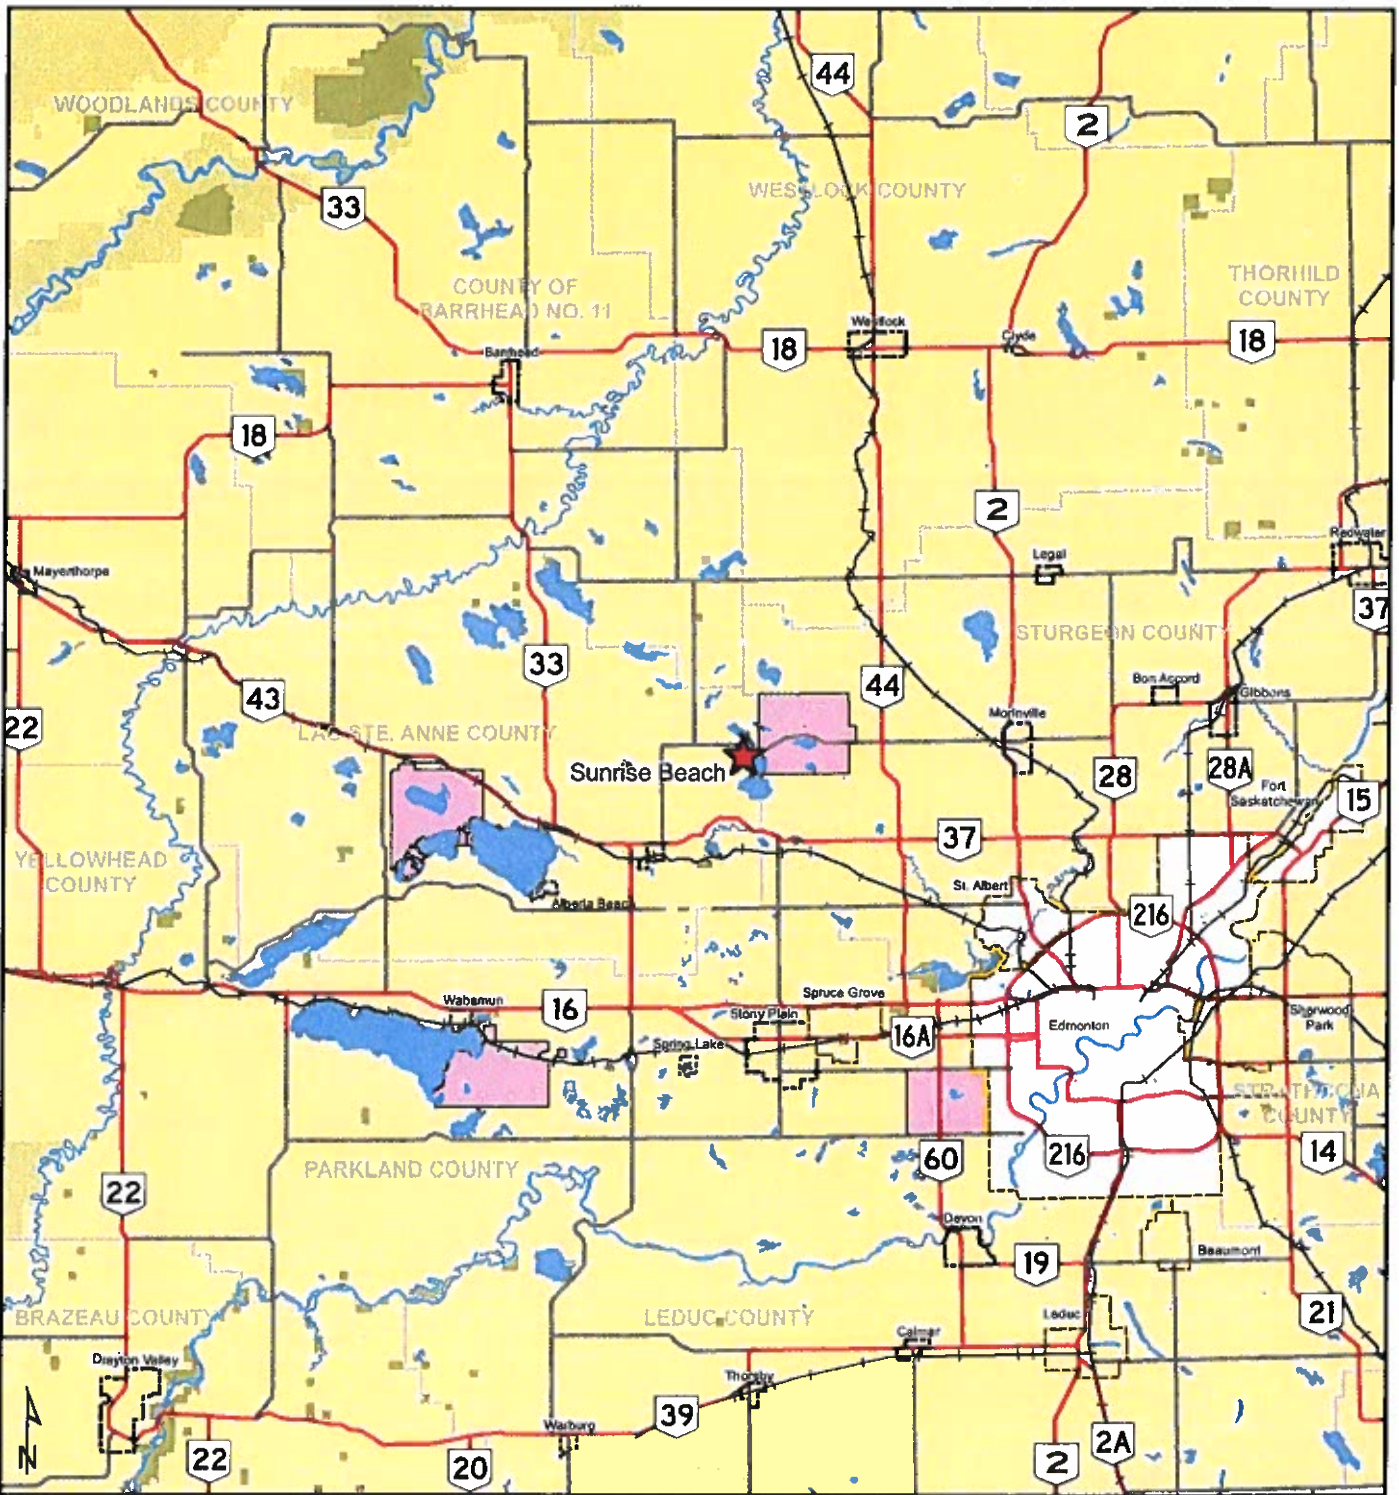 44
2
WOODLANDS COUNTY
WESTLOCK COUNTY
33
THORHILD
COUNTY
COUNTY OF
BARRHEAD NO. 11
Westlock
Clyde
18
18
Barrhead
18
2
Redwater
Legal
Mayerthorpe
37
STURGEON COUNTY
33
Bon Accord
44
Gibbons
43
Morinville
22
LAC STE. ANNE COUNTY
Sunrise Beach
28
28A
Fort
Saskatchewan
15
37
YELLOWHEAD
COUNTY
St. Albert
Alberta Beach
216
Wabamun
16
Spruce Grove
Stony Plain
Sherwood
Park
Edmonton
16A
Spring Lake
STRATHCONA
COUNTY
PARKLAND COUNTY
60
216
14
22
Devon
Beaumont
19
BRAZEAU COUNTY
LEDUC COUNTY
Leduc
21
Calmar
Drayton Valley
Thorsby
39
Warburg
N
22
20
2
2A